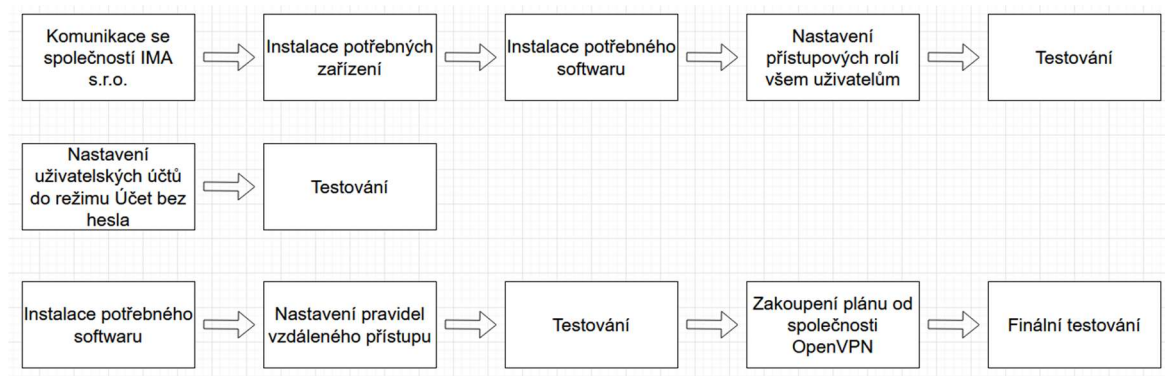 Komunikace se
společností IMA
s.r.o.
Instalace potřebných
zařízení
Instalace potřebného
softwaru
Nastavení
přístupových rolí
všem uživatelům
Testování
Nastavení
uživatelských účtů
do režimu Účet bez
hesla
Testování
Instalace potřebného
softwaru
Nastavení pravidel
vzdáleného přístupu
Testování
Zakoupení plánu od
společnosti
OpenVPN
Finální testování